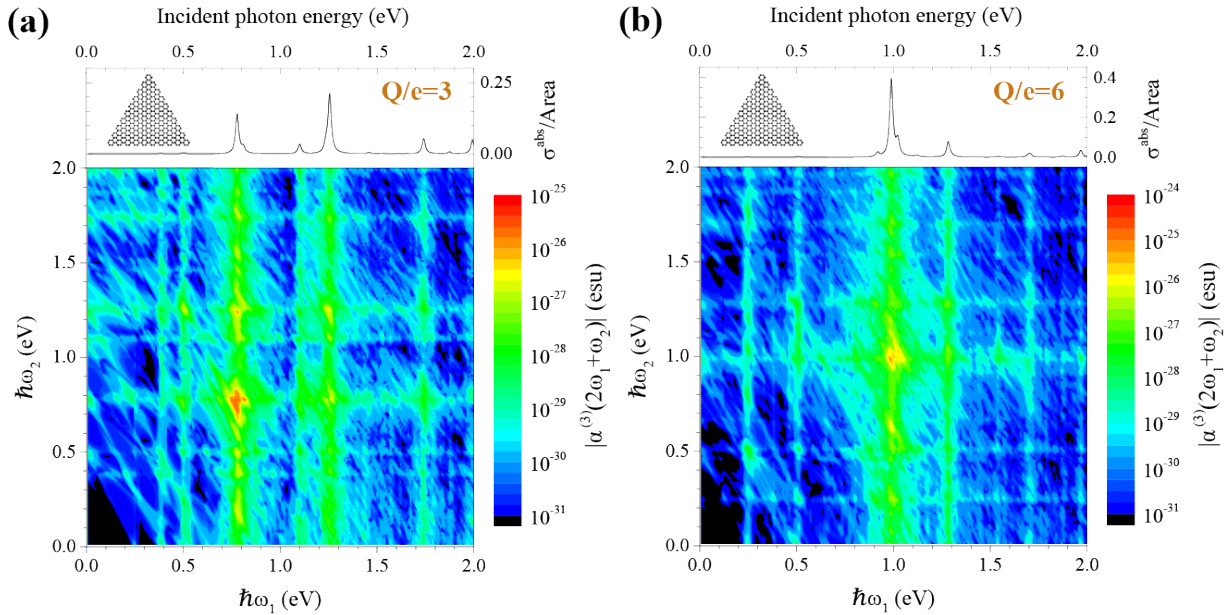 (a)
Incident photon energy (eV)
0.0 0.5 1.0 1.5 2.0
Q/e=3
0.25
0.00
σ^abs/Area
2.0
1.5
1.0
0.5
0.0
ħω₂ (eV)
0.0 0.5 1.0 1.5 2.0
ħω₁ (eV)
10⁻²⁵
10⁻²⁶
10⁻²⁷
10⁻²⁸
10⁻²⁹
10⁻³⁰
10⁻³¹
|α⁽³⁾(2ω₁+ω₂)| (esu)
(b)
Incident photon energy (eV)
0.0 0.5 1.0 1.5 2.0
Q/e=6
0.4
0.2
0.0
σ^abs/Area
2.0
1.5
1.0
0.5
0.0
ħω₂ (eV)
0.0 0.5 1.0 1.5 2.0
ħω₁ (eV)
10⁻²⁴
10⁻²⁵
10⁻²⁶
10⁻²⁷
10⁻²⁸
10⁻²⁹
10⁻³⁰
10⁻³¹
|α⁽³⁾(2ω₁+ω₂)| (esu)